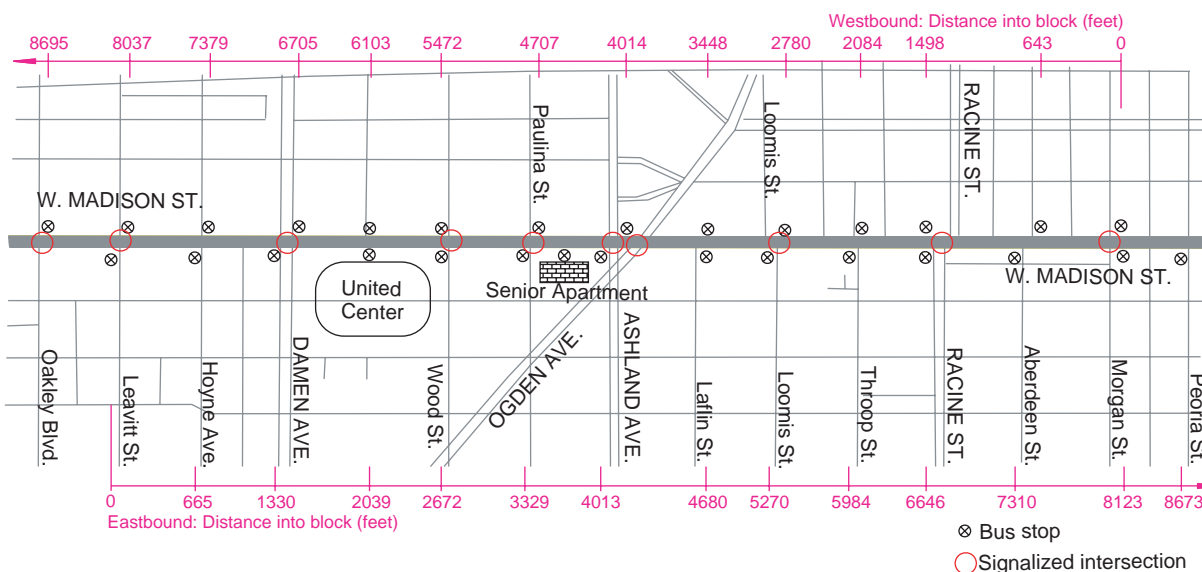 Westbound: Distance into block (feet)
8695 8037 7379 6705 6103 5472 4707 4014 3448 2780 2084 1498 643 0
Paulina St.
Loomis St.
RACINE ST.
W. MADISON ST.
United
Center
Senior Apartment
W. MADISON ST.
Oakley Blvd.
Leavitt St.
Hoyne Ave.
DAMEN AVE.
Wood St.
OGDEN AVE.
ASHLAND AVE.
Laflin St.
Loomis St.
Throop St.
RACINE ST.
Aberdeen St.
Morgan St.
Peoria St.
0 665 1330 2039 2672 3329 4013 4680 5270 5984 6646 7310 8123 8673
Eastbound: Distance into block (feet)
Bus stop
Signalized intersection